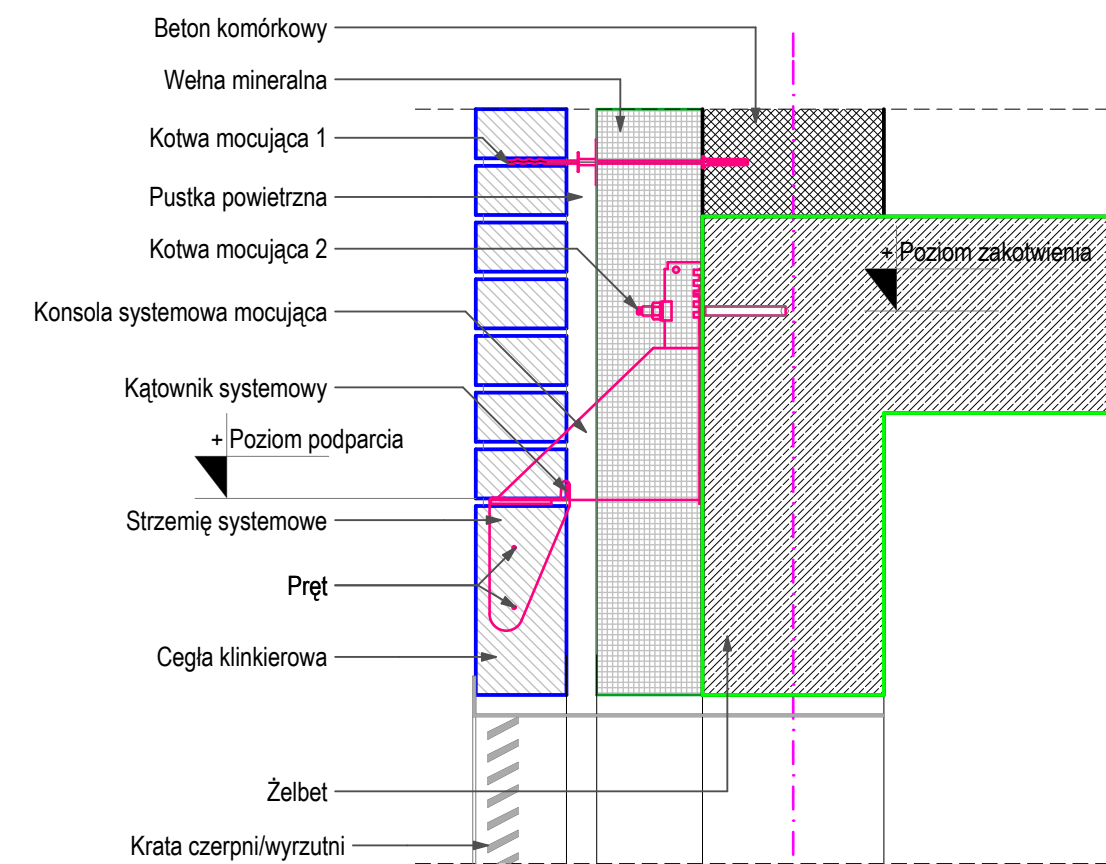 Beton komórkowy
Wełna mineralna
Kotwa mocująca 1
Pustka powietrzna
Kotwa mocująca 2
+ Poziom zakotwienia
Konsola systemowa mocująca
Kątownik systemowy
+ Poziom podparcia
Strzemię systemowe
Pręt
Cegła klinkierowa
Żelbet
Krata czerpni/wyrzutni